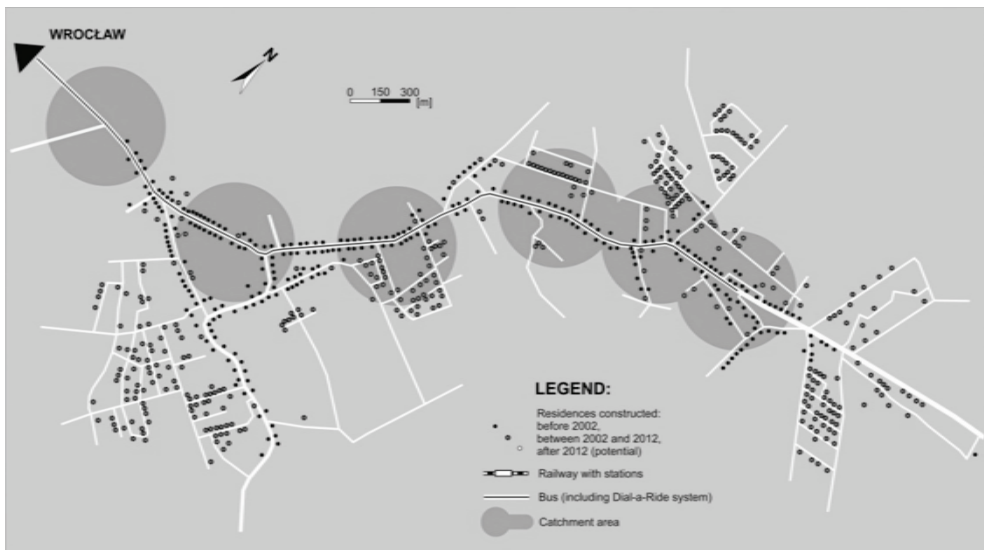 WROCŁAW
N
0 150 300
[m]
LEGEND:
Residences constructed:
before 2002,
between 2002 and 2012,
after 2012 (potential)
Railway with stations
Bus (including Dial-a-Ride system)
Catchment area